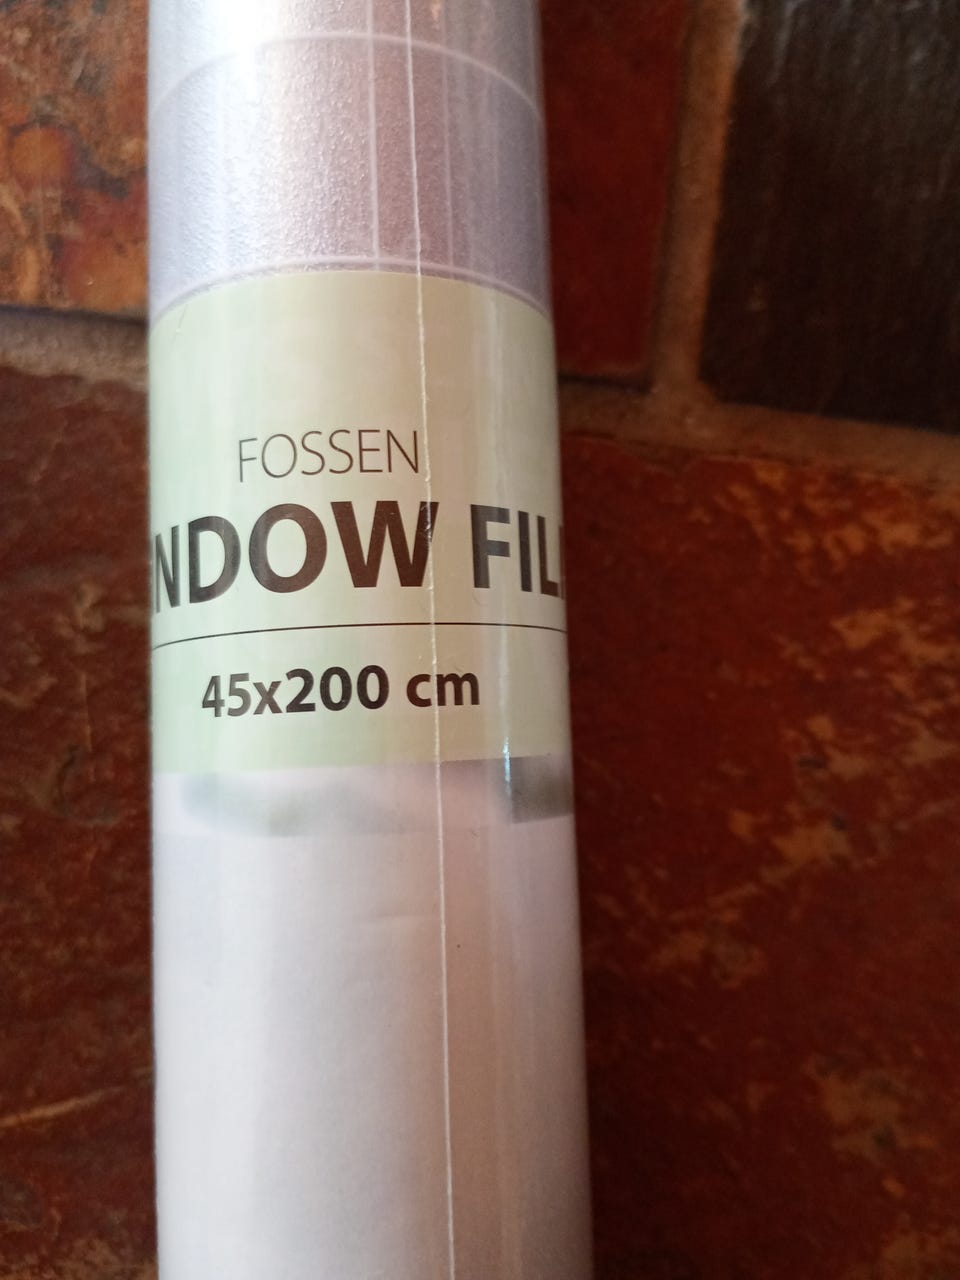 FOSSEN
NDOW FIL
45x200 cm